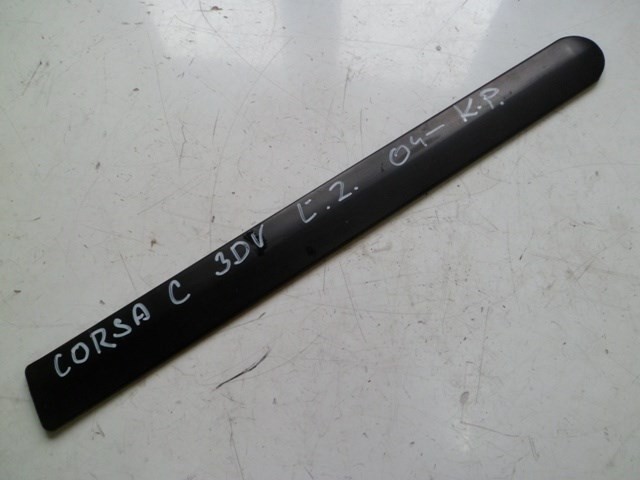 CORSA C 3DV L.Z. 04- K.P.